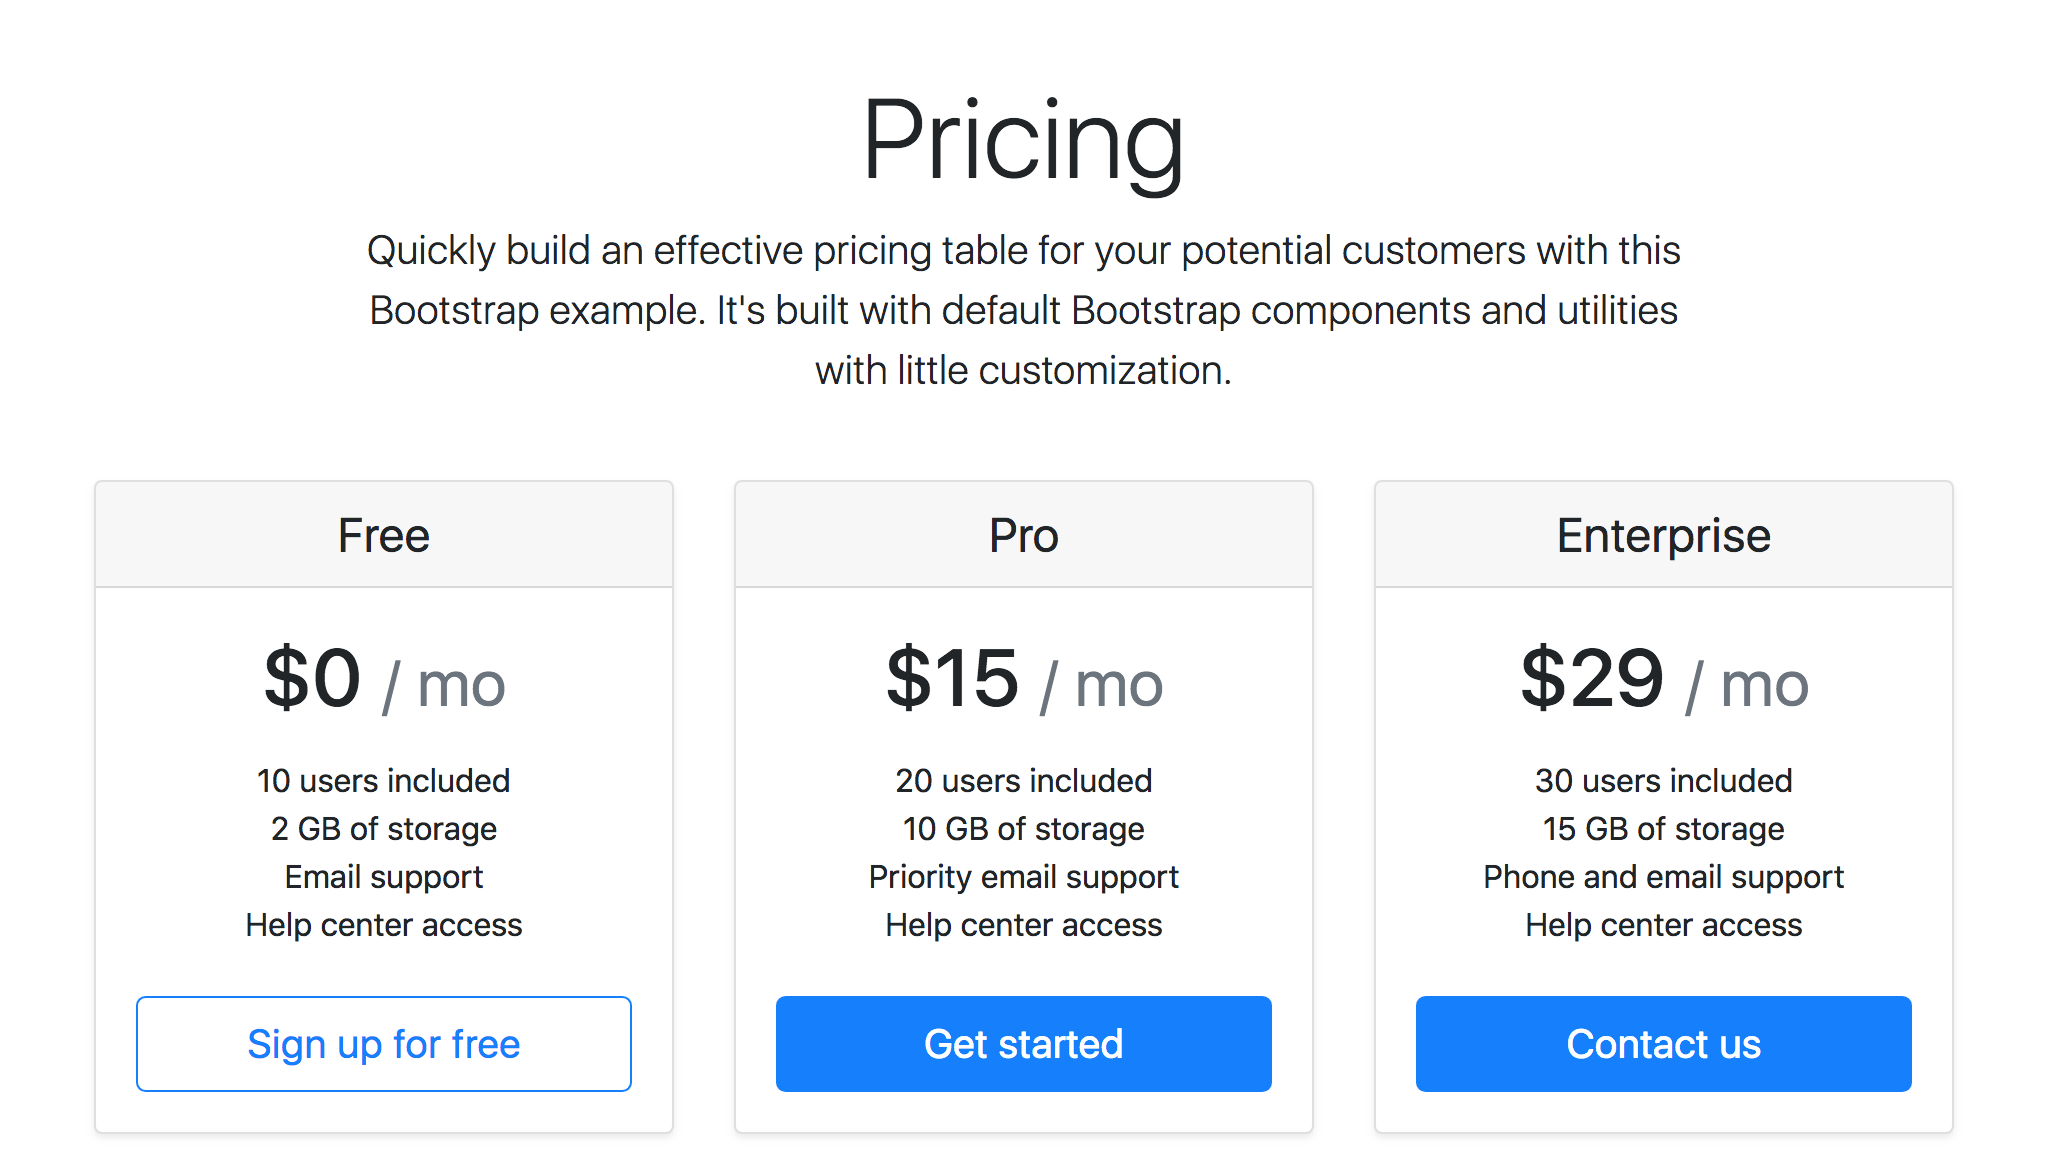 Pricing
Quickly build an effective pricing table for your potential customers with this
Bootstrap example. It's built with default Bootstrap components and utilities
with little customization.
Free
$0 / mo
10 users included
2 GB of storage
Email support
Help center access
Sign up for free
Pro
$15 / mo
20 users included
10 GB of storage
Priority email support
Help center access
Get started
Enterprise
$29 / mo
30 users included
15 GB of storage
Phone and email support
Help center access
Contact us